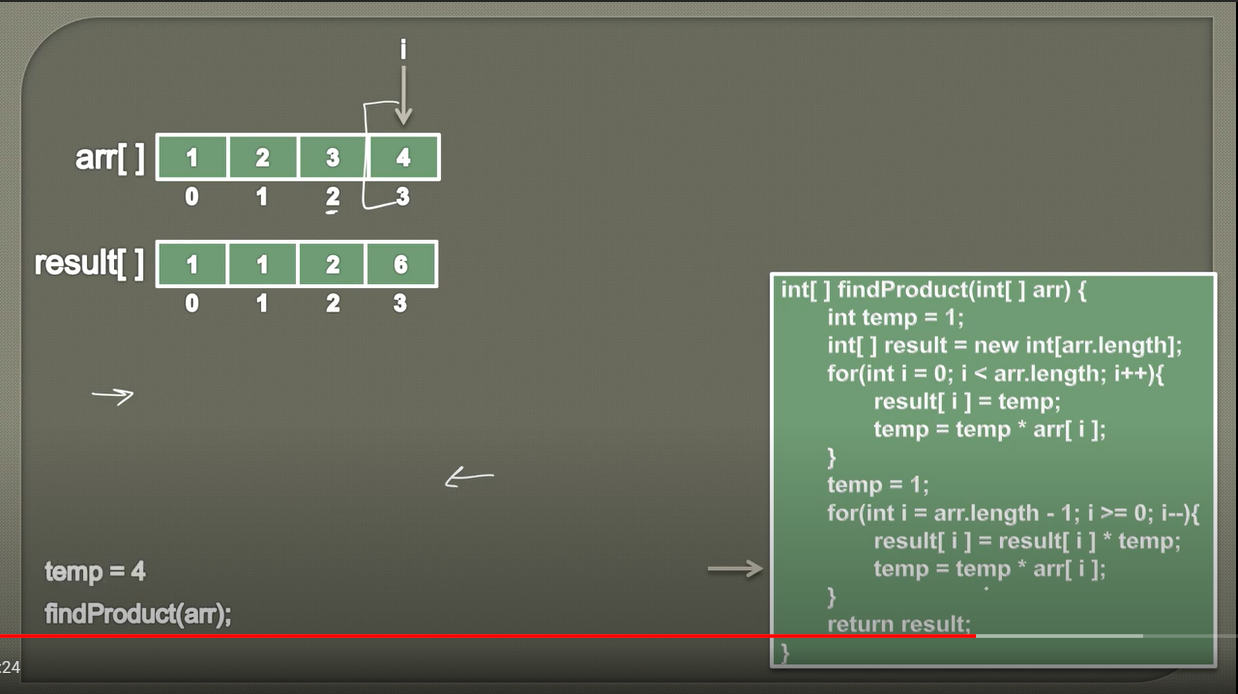 i
arr[ ] 1 2 3 4
0 1 2 3
result[ ] 1 1 2 6
0 1 2 3
temp = 4
findProduct(arr);
int[ ] findProduct(int[ ] arr) {
int temp = 1;
int[ ] result = new int[arr.length];
for(int i = 0; i < arr.length; i++){
result[ i ] = temp;
temp = temp * arr[ i ];
}
temp = 1;
for(int i = arr.length - 1; i >= 0; i--){
result[ i ] = result[ i ] * temp;
temp = temp * arr[ i ];
}
return result;
}
:24